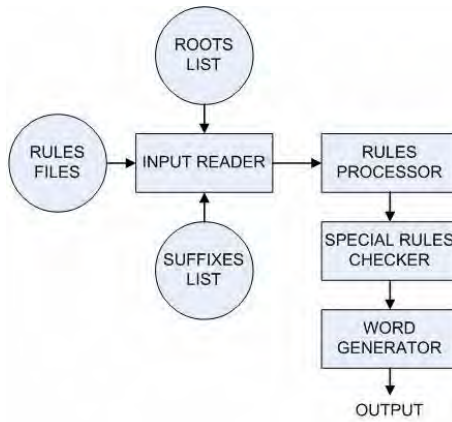 ROOTS
LIST
RULES
FILES
INPUT READER
RULES
PROCESSOR
SUFFIXES
LIST
SPECIAL RULES
CHECKER
WORD
GENERATOR
OUTPUT